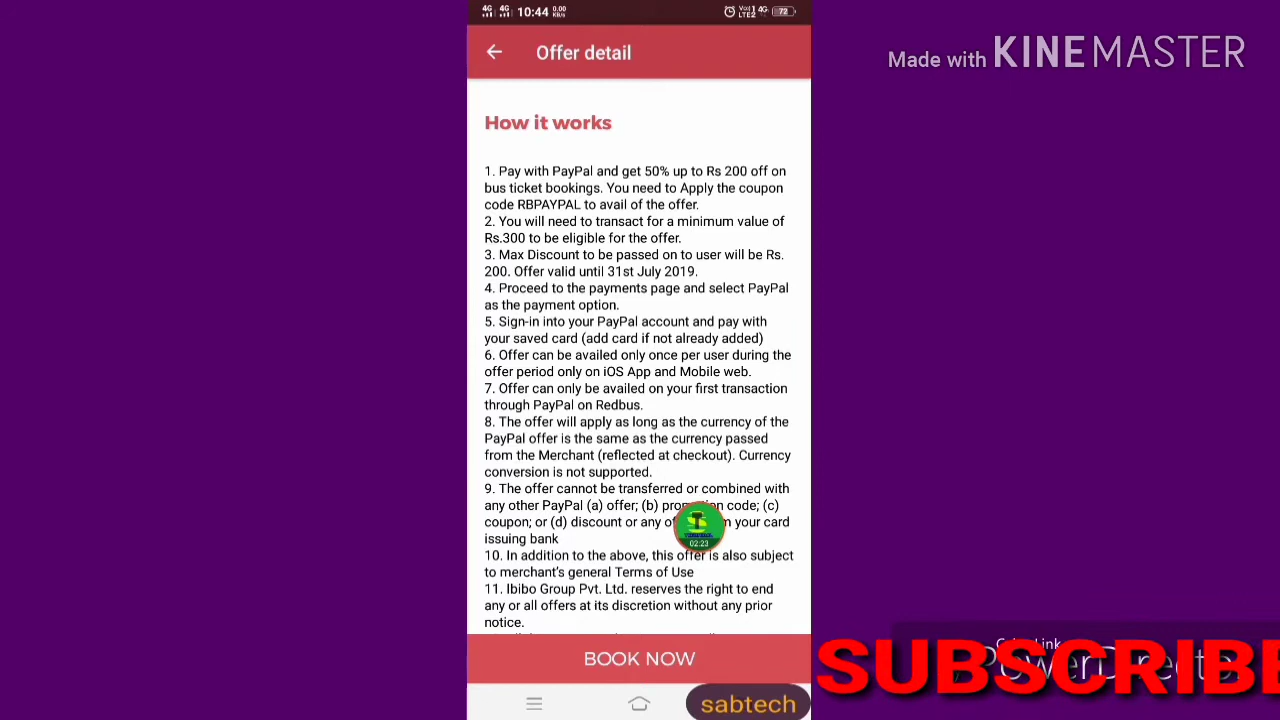 4G 4G 10:44 0.00 KB/s
VoI) 1 4G LTE2 72
Made with KINEMASTER
Offer detail
How it works
1. Pay with PayPal and get 50% up to Rs 200 off on
bus ticket bookings. You need to Apply the coupon
code RBPAYPAL to avail of the offer.
2. You will need to transact for a minimum value of
Rs.300 to be eligible for the offer.
3. Max Discount to be passed on to user will be Rs.
200. Offer valid until 31st July 2019.
4. Proceed to the payments page and select PayPal
as the payment option.
5. Sign-in into your PayPal account and pay with
your saved card (add card if not already added)
6. Offer can be availed only once per user during the
offer period only on iOS App and Mobile web.
7. Offer can only be availed on your first transaction
through PayPal on Redbus.
8. The offer will apply as long as the currency of the
PayPal offer is the same as the currency passed
from the Merchant (reflected at checkout). Currency
conversion is not supported.
9. The offer cannot be transferred or combined with
any other PayPal (a) offer; (b) code; (c)
coupon; or (d) discount or any your card
issuing bank
02:23
10. In addition to the above, this offer is also subject
to merchant's general Terms of Use
11. Ibibo Group Pvt. Ltd. reserves the right to end
any or all offers at its discretion without any prior
notice.
BOOK NOW
SUBSCRIBE
sabtech